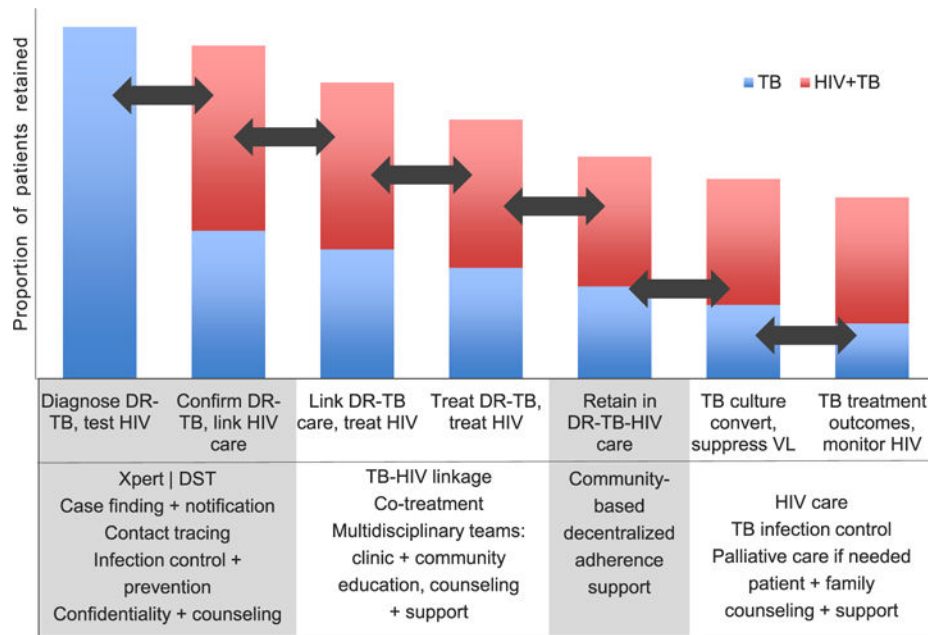 Proportion of patients retained
TB
HIV+TB
Diagnose DR-
TB, test HIV
Confirm DR-
TB, link HIV
care
Link DR-TB
care, treat HIV
Treat DR-TB,
treat HIV
Retain in
DR-TB-HIV
care
TB culture
convert,
suppress VL
TB treatment
outcomes,
monitor HIV
Xpert | DST
Case finding + notification
Contact tracing
Infection control +
prevention
Confidentiality + counseling
TB-HIV linkage
Co-treatment
Multidisciplinary teams:
clinic + community
education, counseling
+ support
Community-
based
decentralized
adherence
support
HIV care
TB infection control
Palliative care if needed
patient + family
counseling + support